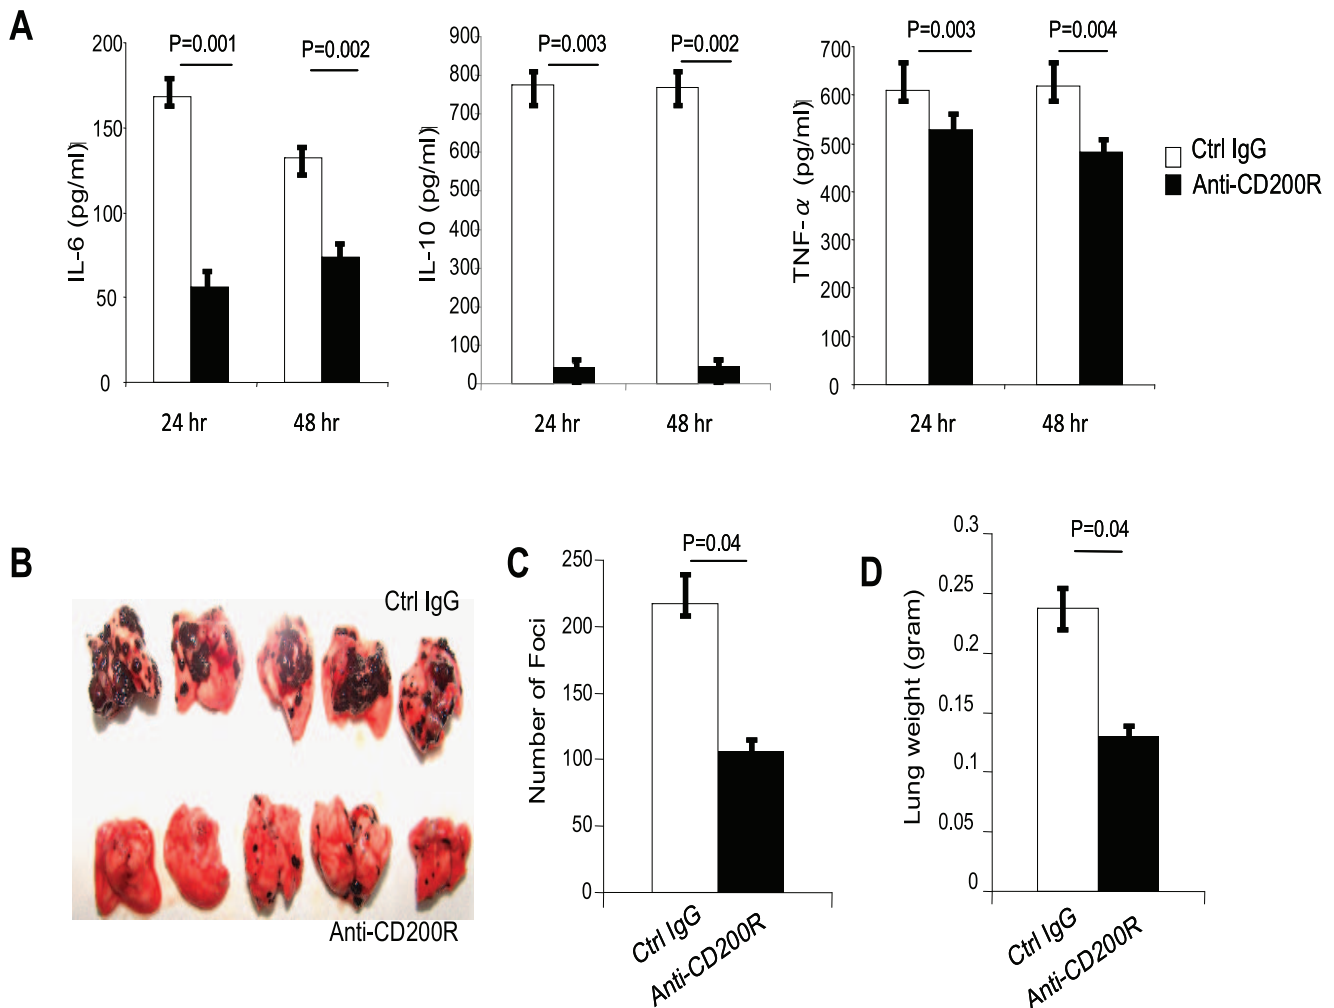 A
P=0.001
P=0.002
200
150
100
50
0
IL-6 (pg/ml)
24 hr
48 hr
P=0.003
P=0.002
900
800
700
600
500
400
300
200
100
0
IL-10 (pg/ml)
24 hr
48 hr
P=0.003
P=0.004
700
600
500
400
300
200
100
0
TNF-α (pg/ml)
24 hr
48 hr
Ctrl IgG
Anti-CD200R
B
Ctrl IgG
Anti-CD200R
C
P=0.04
250
200
150
100
50
0
Number of Foci
Ctrl IgG
Anti-CD200R
D
P=0.04
0.3
0.25
0.2
0.15
0.1
0.05
0
Lung weight (gram)
Ctrl IgG
Anti-CD200R